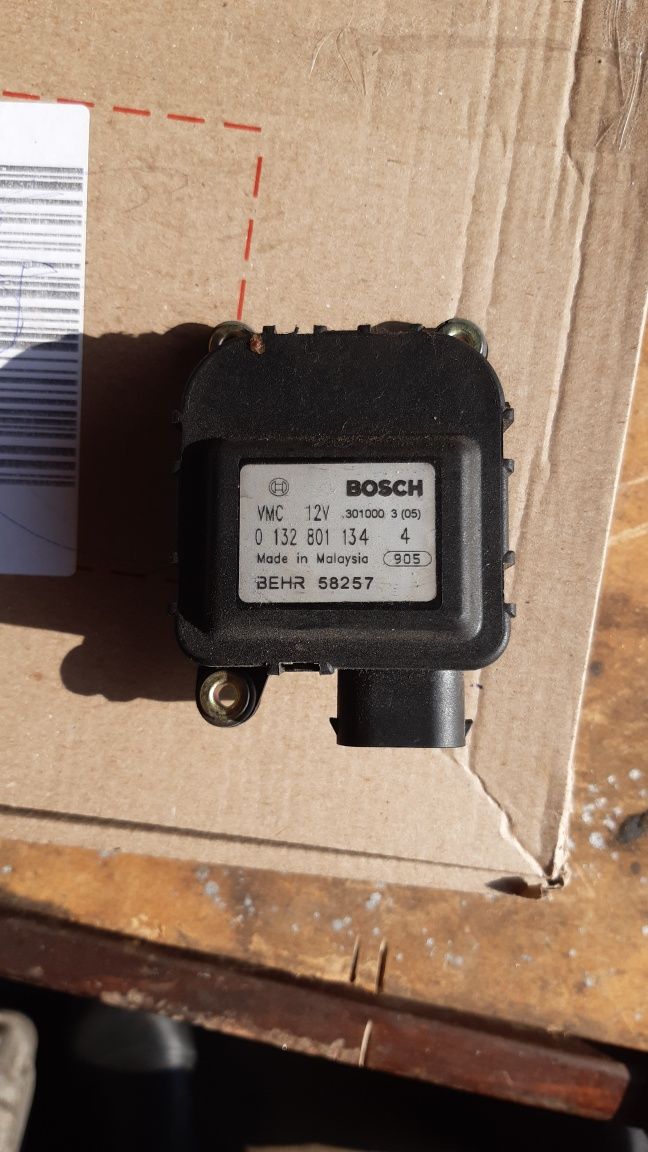 BOSCH
VMC 12V .301000 3 (05)
0 132 801 134 4
Made in Malaysia 905
BEHR 58257